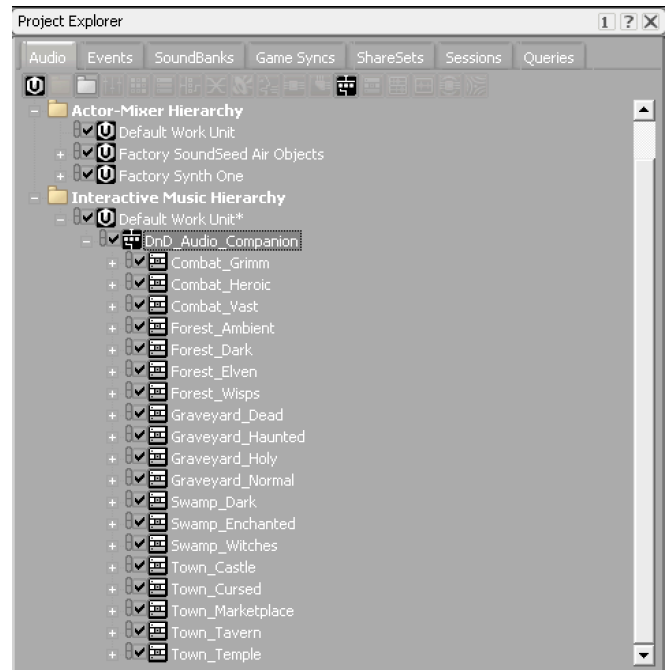 Project Explorer 1 ? X
Audio Events SoundBanks Game Syncs ShareSets Sessions Queries
Actor-Mixer Hierarchy
Default Work Unit
Factory SoundSeed Air Objects
Factory Synth One
Interactive Music Hierarchy
Default Work Unit*
DnD_Audio_Companion
Combat_Grimm
Combat_Heroic
Combat_Vast
Forest_Ambient
Forest_Dark
Forest_Elven
Forest_Wisps
Graveyard_Dead
Graveyard_Haunted
Graveyard_Holy
Graveyard_Normal
Swamp_Dark
Swamp_Enchanted
Swamp_Witches
Town_Castle
Town_Cursed
Town_Marketplace
Town_Tavern
Town_Temple